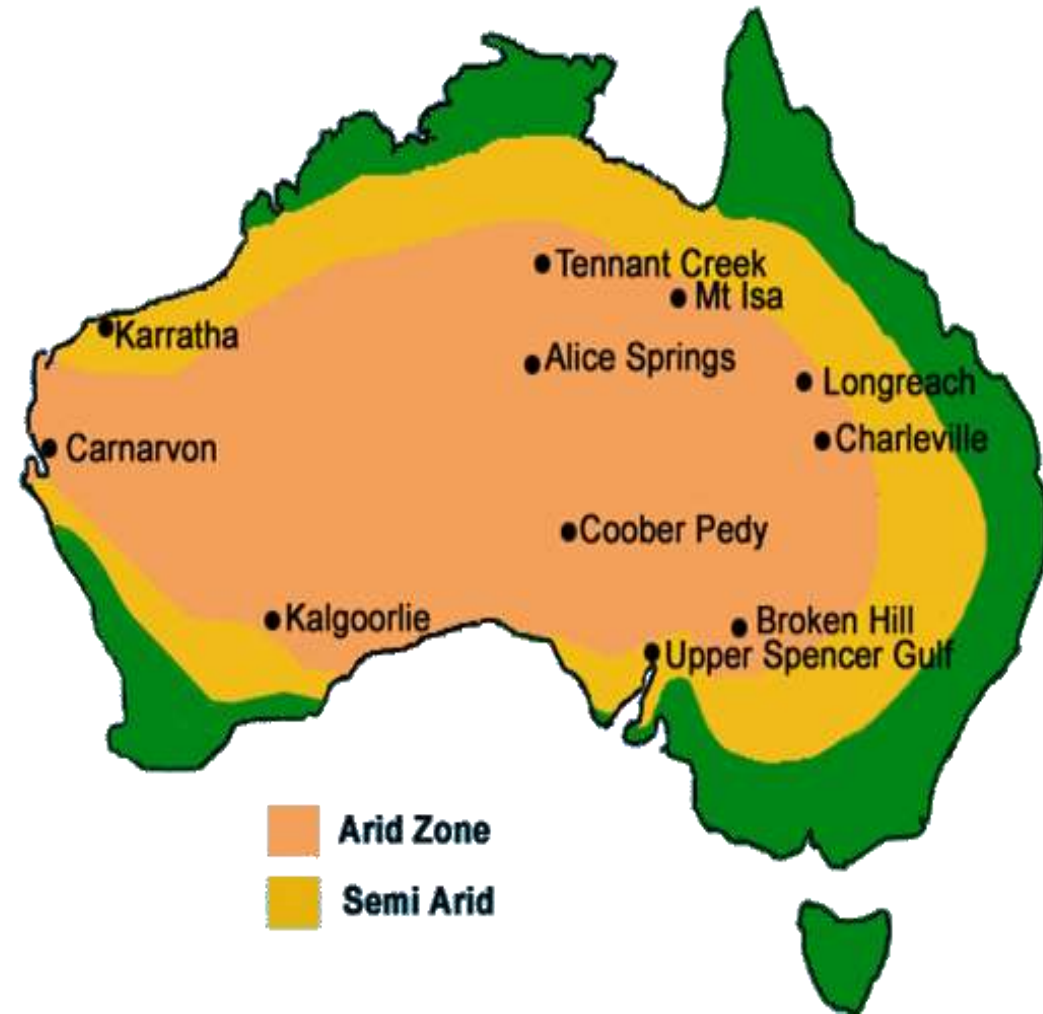 Tennant Creek
Mt Isa
Karratha
Alice Springs
Longreach
Charleville
Carnarvon
Coober Pedy
Kalgoorlie
Broken Hill
Upper Spencer Gulf
Arid Zone
Semi Arid